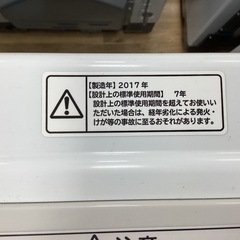 【製造年】2017年
【設計上の標準使用期間】 7年
設計上の標準使用期間を超えてお使い
いただいた場合は、経年劣化による発火・
けが等の事故に至るおそれがあります。